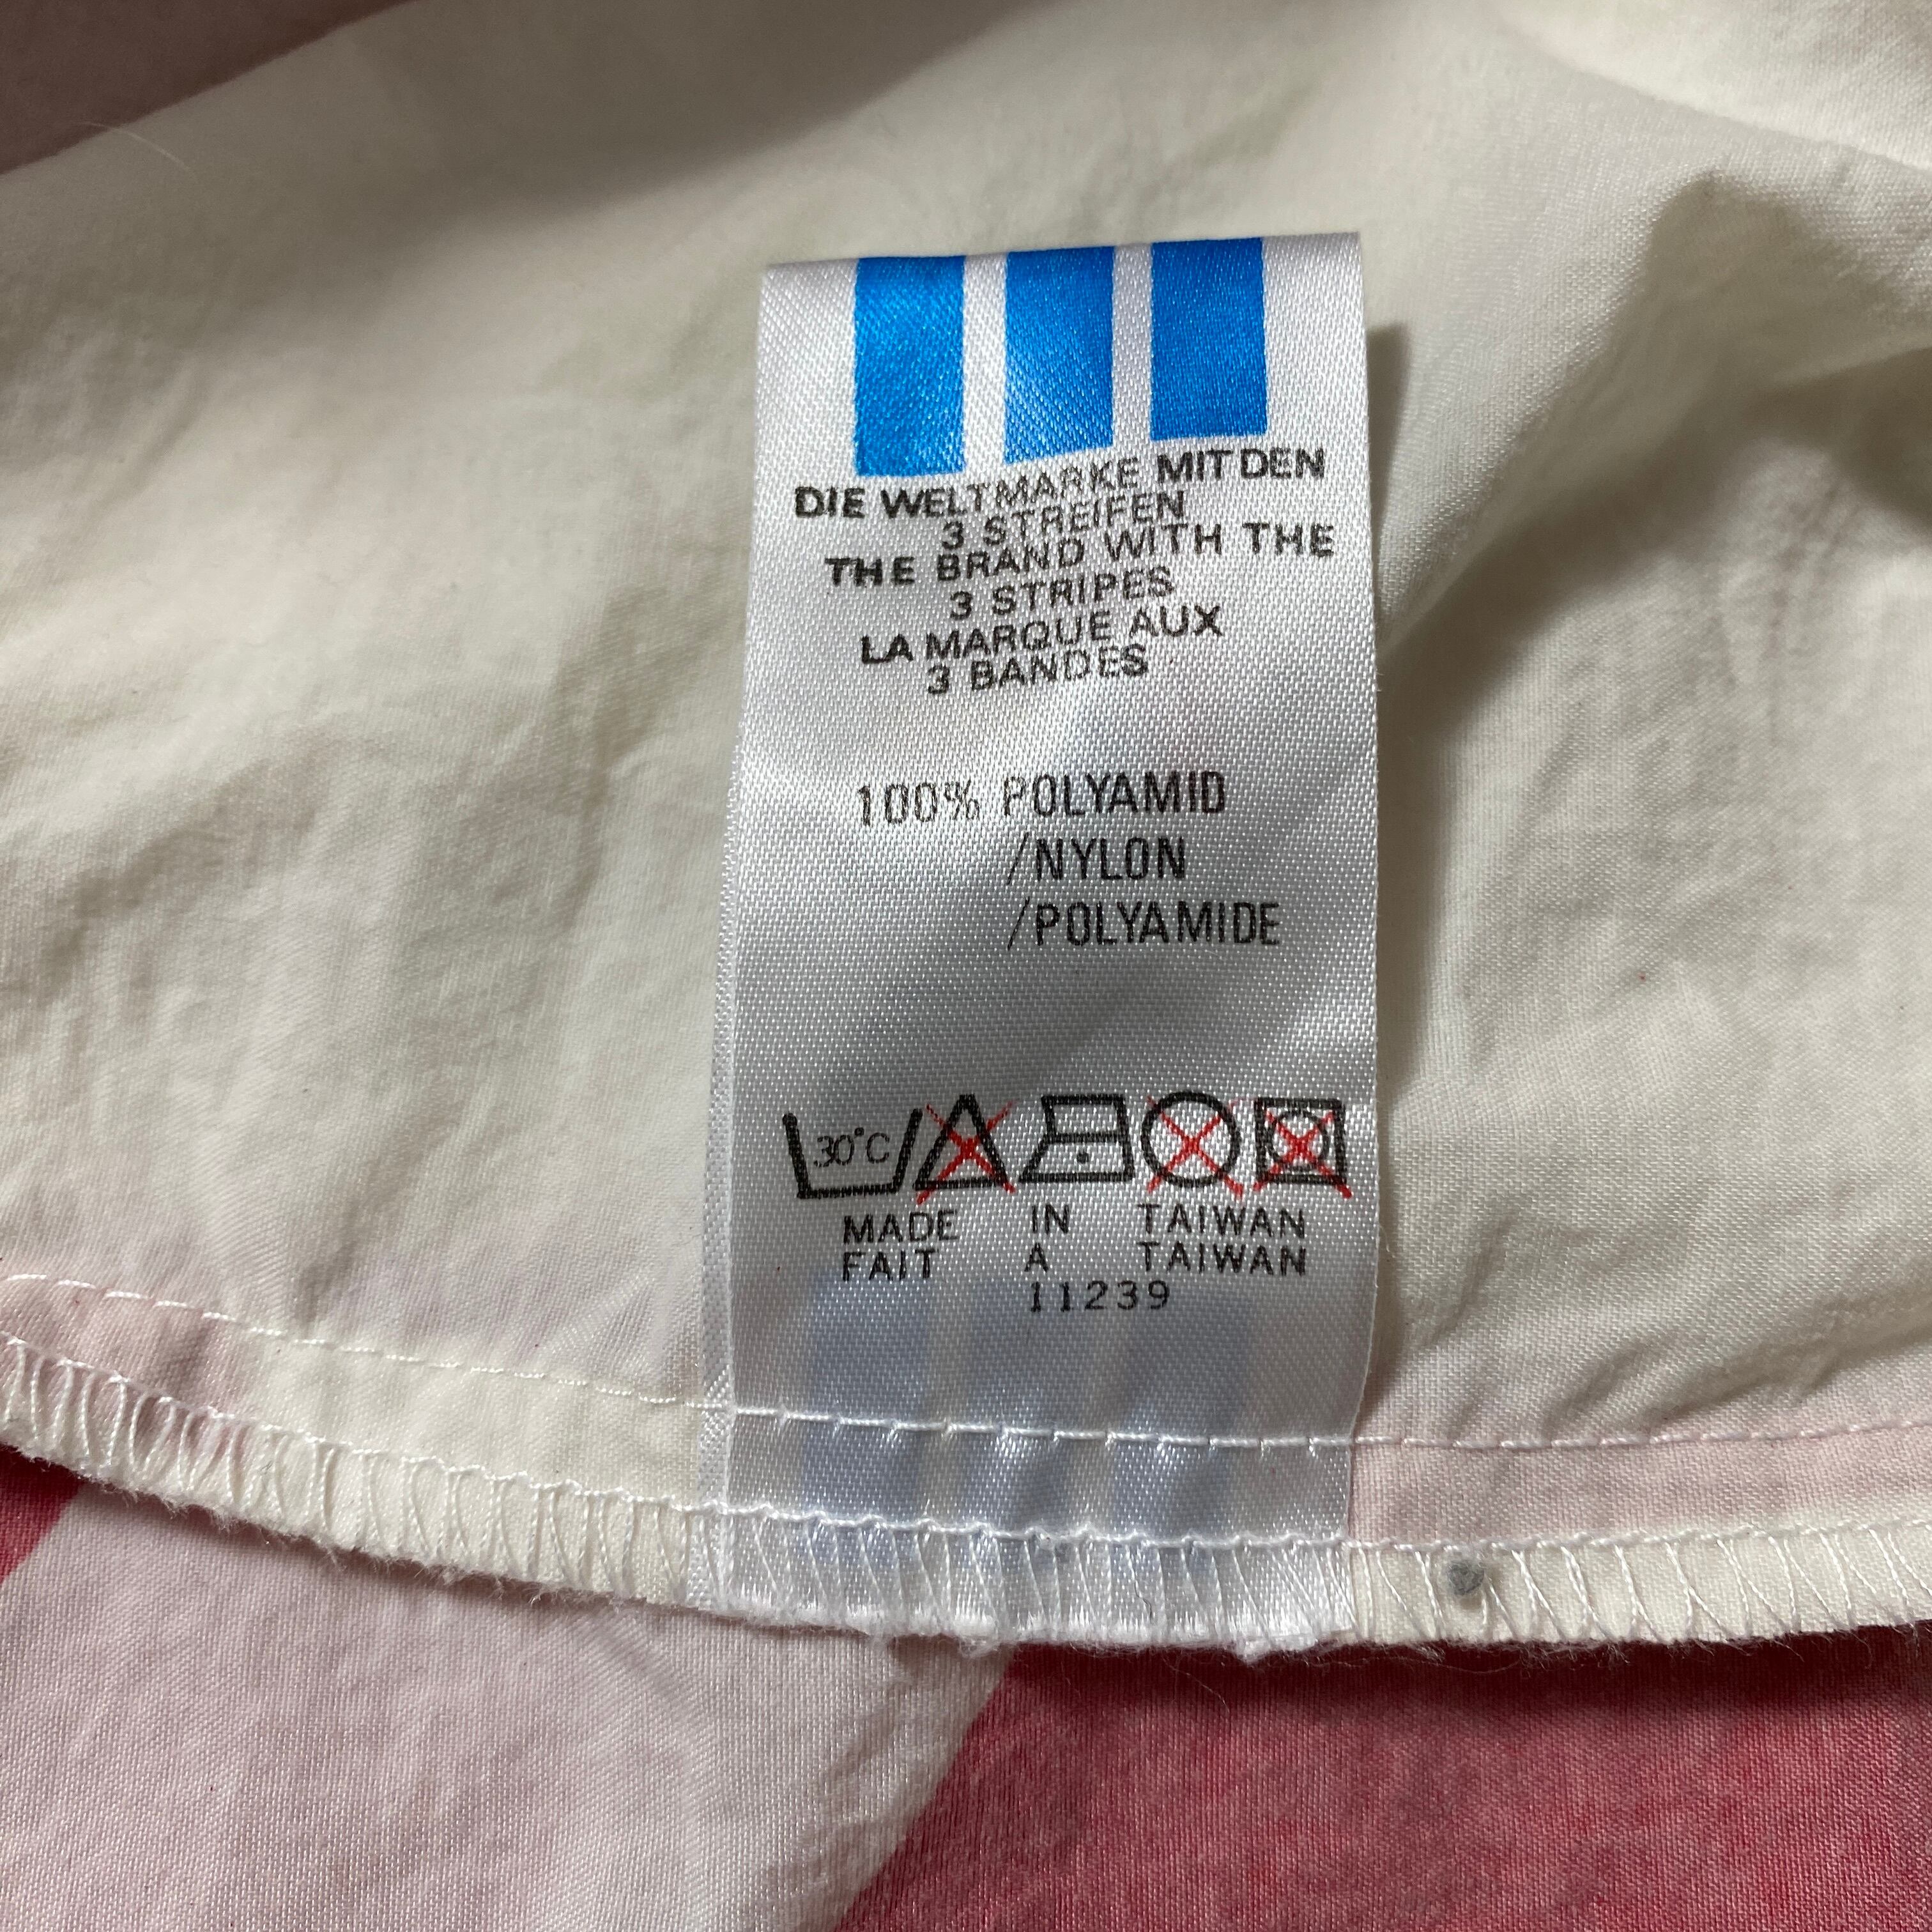 DIE WELTMARKE MIT DEN
3 STREIFEN
THE BRAND WITH THE
3 STRIPES
LA MARQUE AUX
3 BANDES
100% POLYAMID
/NYLON
/POLYAMIDE
30°C
MADE IN TAIWAN
FAIT A TAIWAN
11239